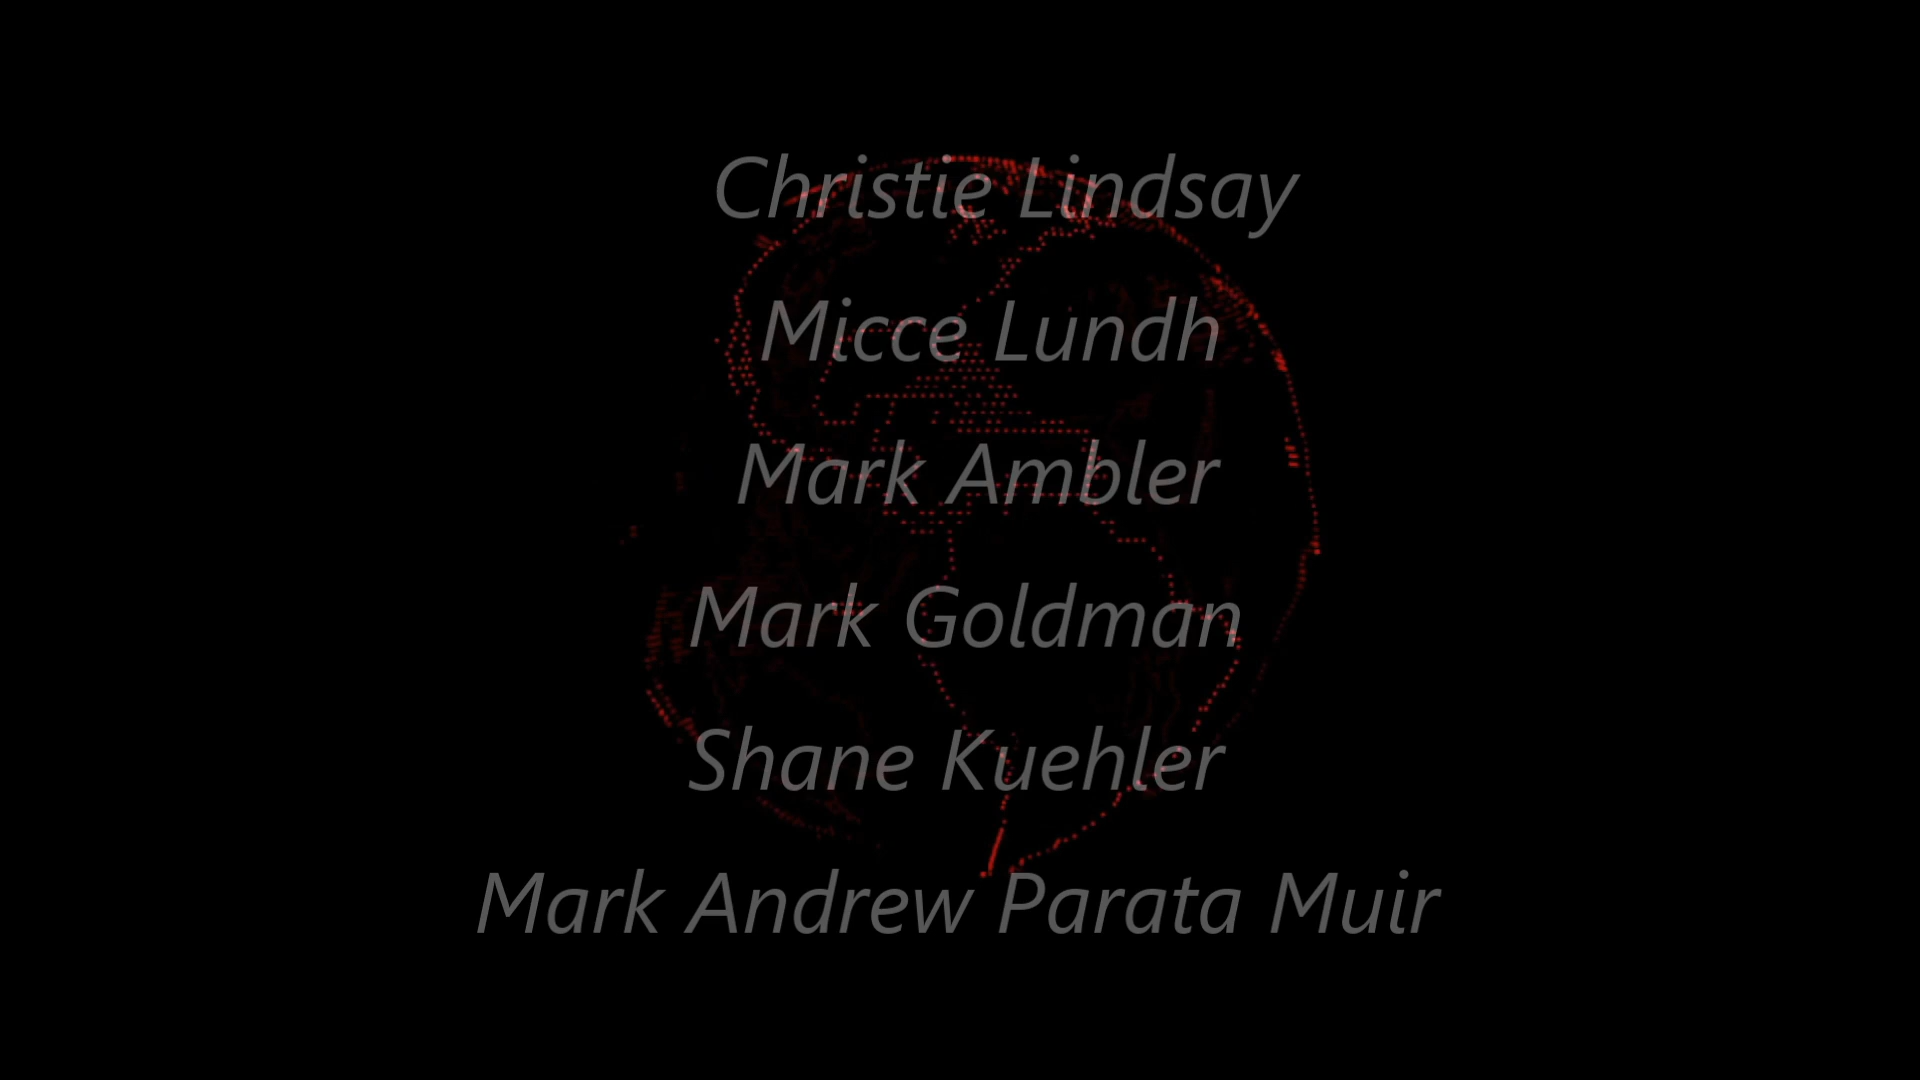 Christie Lindsay
Micce Lundh
Mark Ambler
Mark Goldman
Shane Kuehler
Mark Andrew Parata Muir